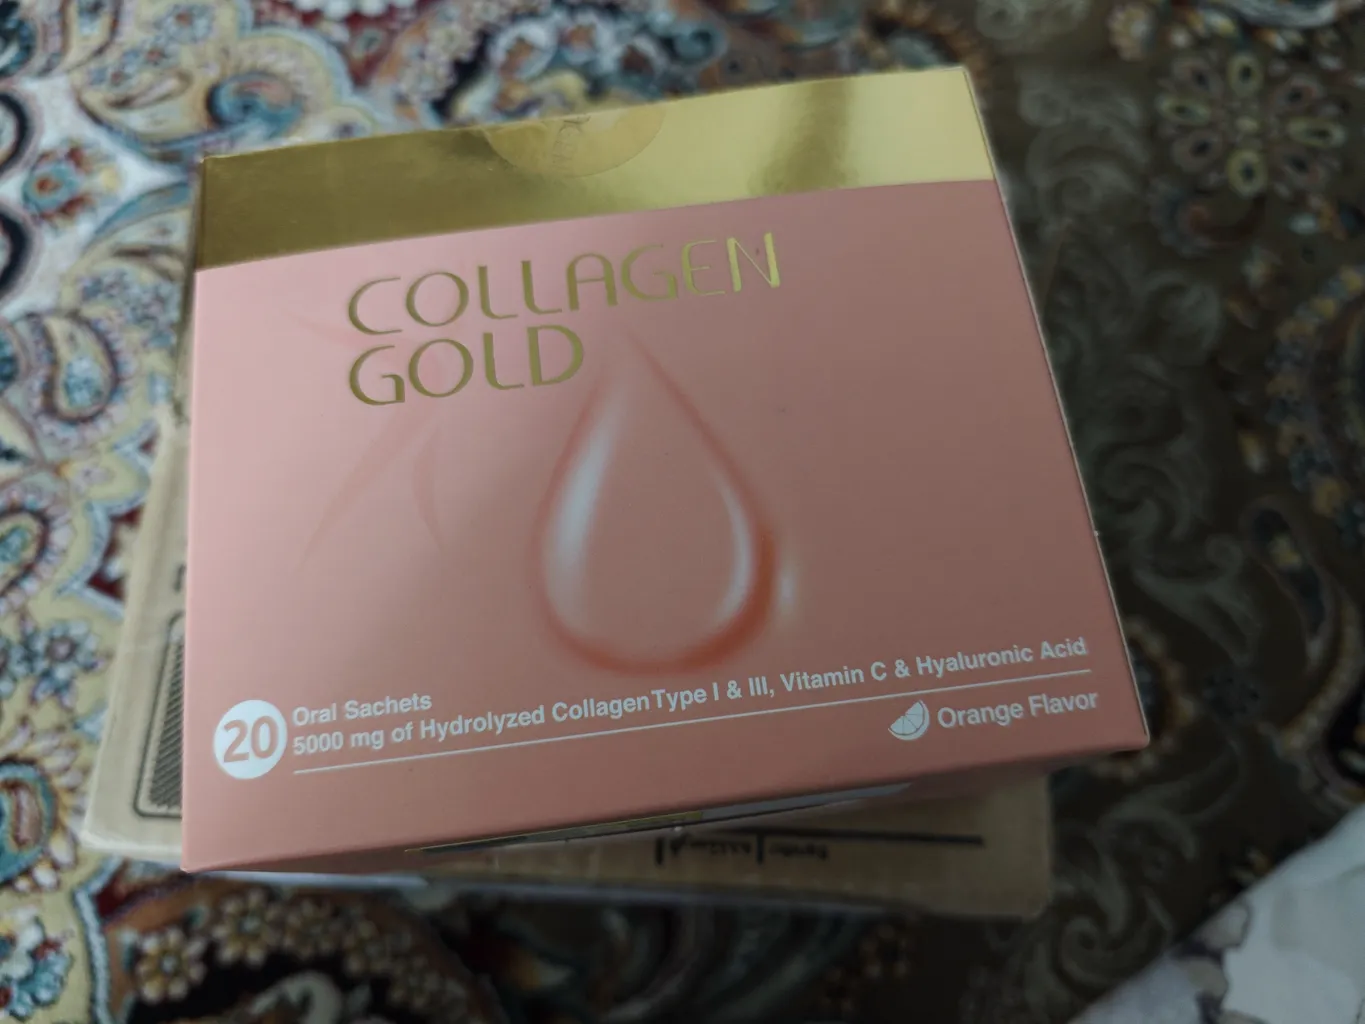 COLLAGEN
GOLD
20
Oral Sachets
5000 mg of Hydrolyzed Collagen Type I & III, Vitamin C & Hyaluronic Acid
Orange Flavor